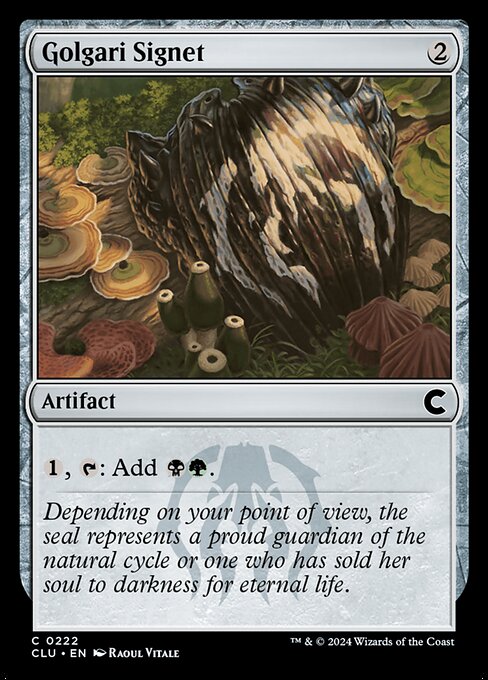 Golgari Signet 2
Artifact
1, : Add .
Depending on your point of view, the
seal represents a proud guardian of the
natural cycle or one who has sold her
soul to darkness for eternal life.
C 0222
CLU • EN Raoul Vitale
™ & © 2024 Wizards of the Coast